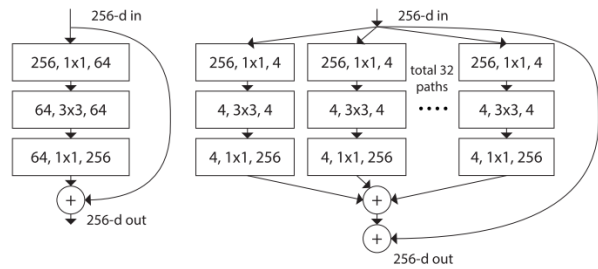 256-d in
256, 1x1, 64
64, 3x3, 64
64, 1x1, 256
+
256-d out
256-d in
256, 1x1, 4
256, 1x1, 4
total 32
paths
256, 1x1, 4
4, 3x3, 4
4, 3x3, 4
....
4, 3x3, 4
4, 1x1, 256
4, 1x1, 256
4, 1x1, 256
+
+
256-d out